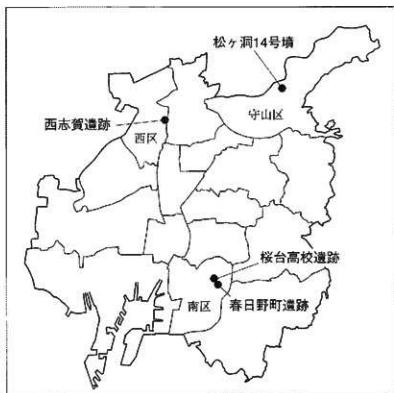 松ヶ洞14号墳
守山区
西志賀遺跡
西区
桜台高校遺跡
春日野町遺跡
南区